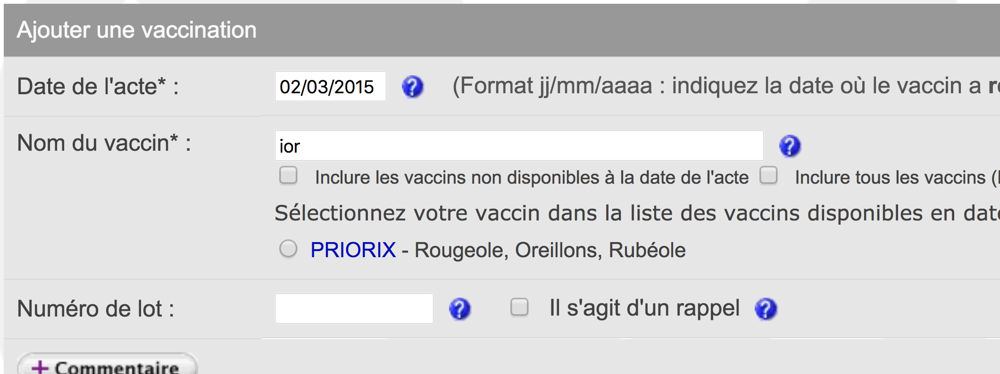 Ajouter une vaccination
Date de l'acte* : 02/03/2015 ? (Format jj/mm/aaaa : indiquez la date où le vaccin a
Nom du vaccin* : ior ?
Inclure les vaccins non disponibles à la date de l'acte Inclure tous les vaccins (
Sélectionnez votre vaccin dans la liste des vaccins disponibles en
PRIORIX - Rougeole, Oreillons, Rubéole
Numéro de lot : ? Il s'agit d'un rappel ?
+ Commentaire